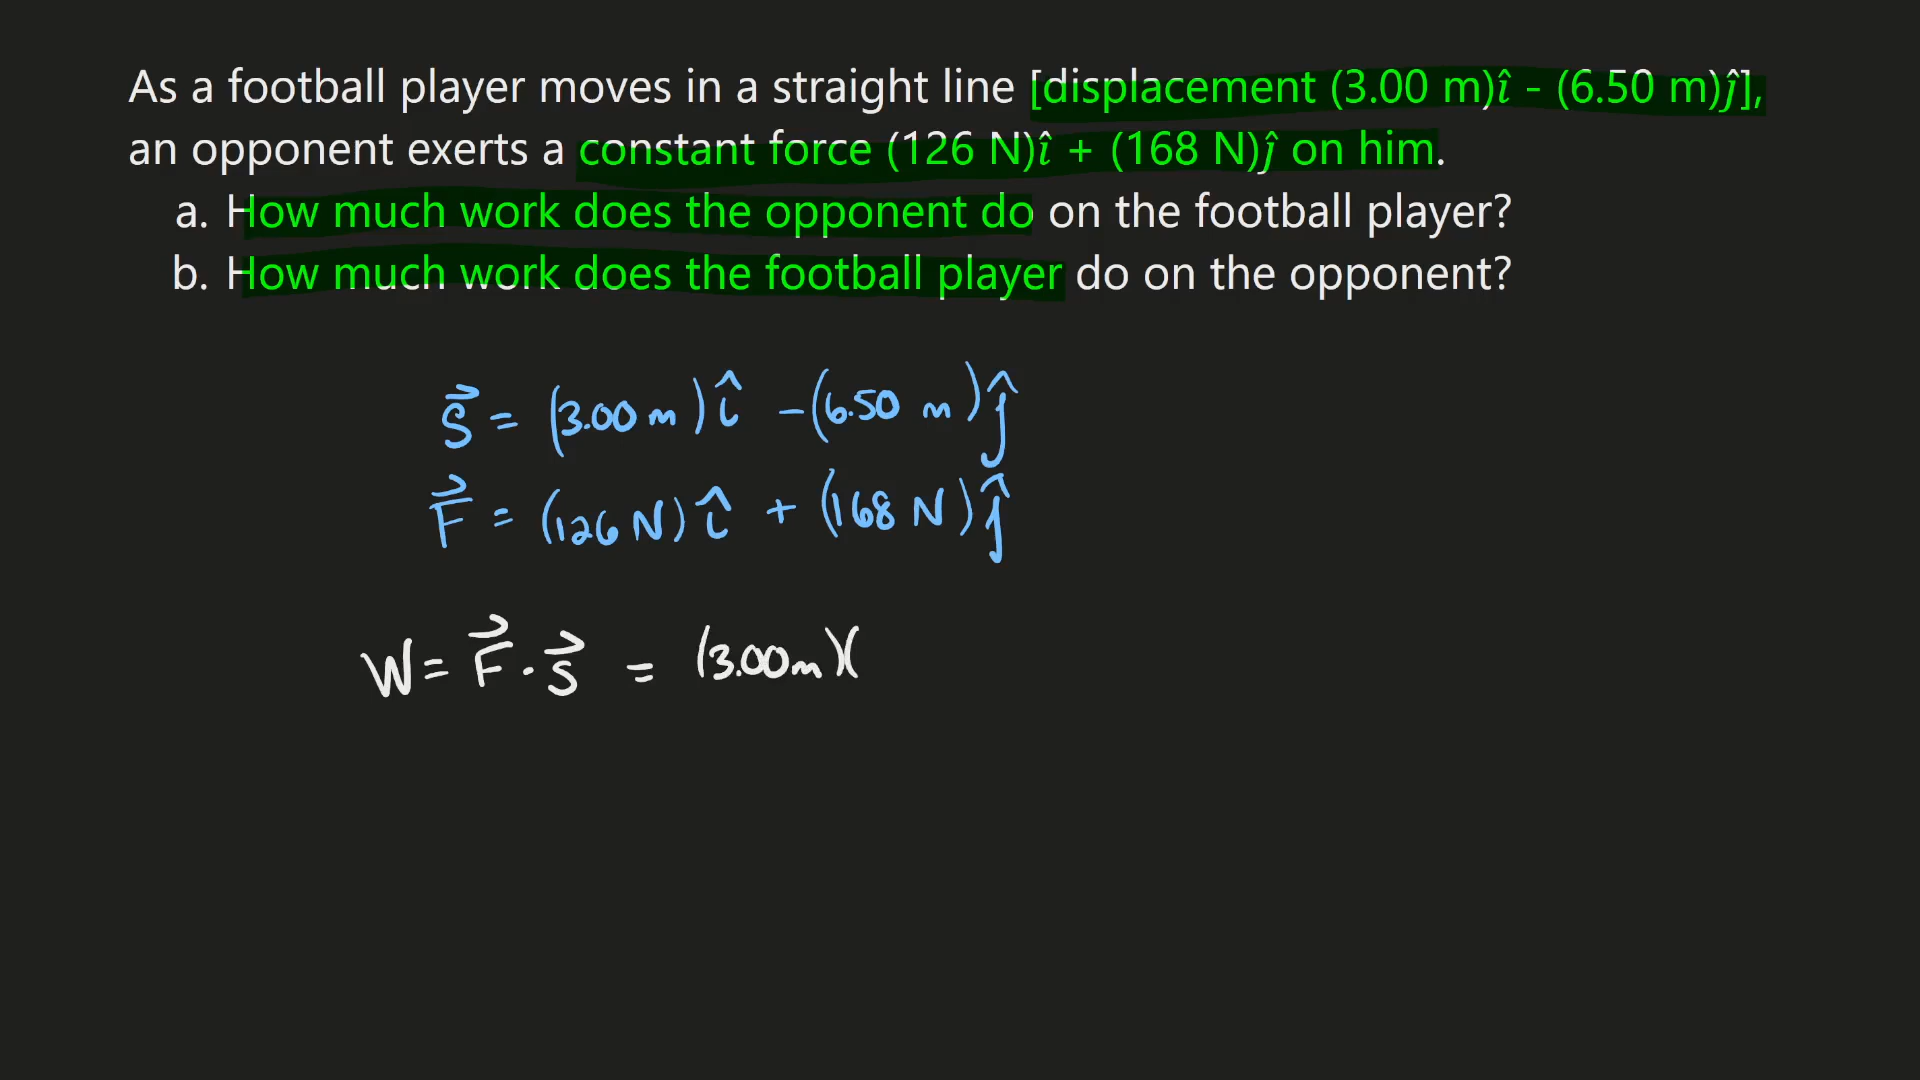 As a football player moves in a straight line [displacement (3.00 m)î - (6.50 m)ĵ],
an opponent exerts a constant force (126 N)î + (168 N)ĵ on him.
a. How much work does the opponent do on the football player?
b. How much work does the football player do on the opponent?
s⃗ = (3.00 m) î - (6.50 m) ĵ
F⃗ = (126 N) î + (168 N) ĵ
W = F⃗ · s⃗ = (3.00 m)(